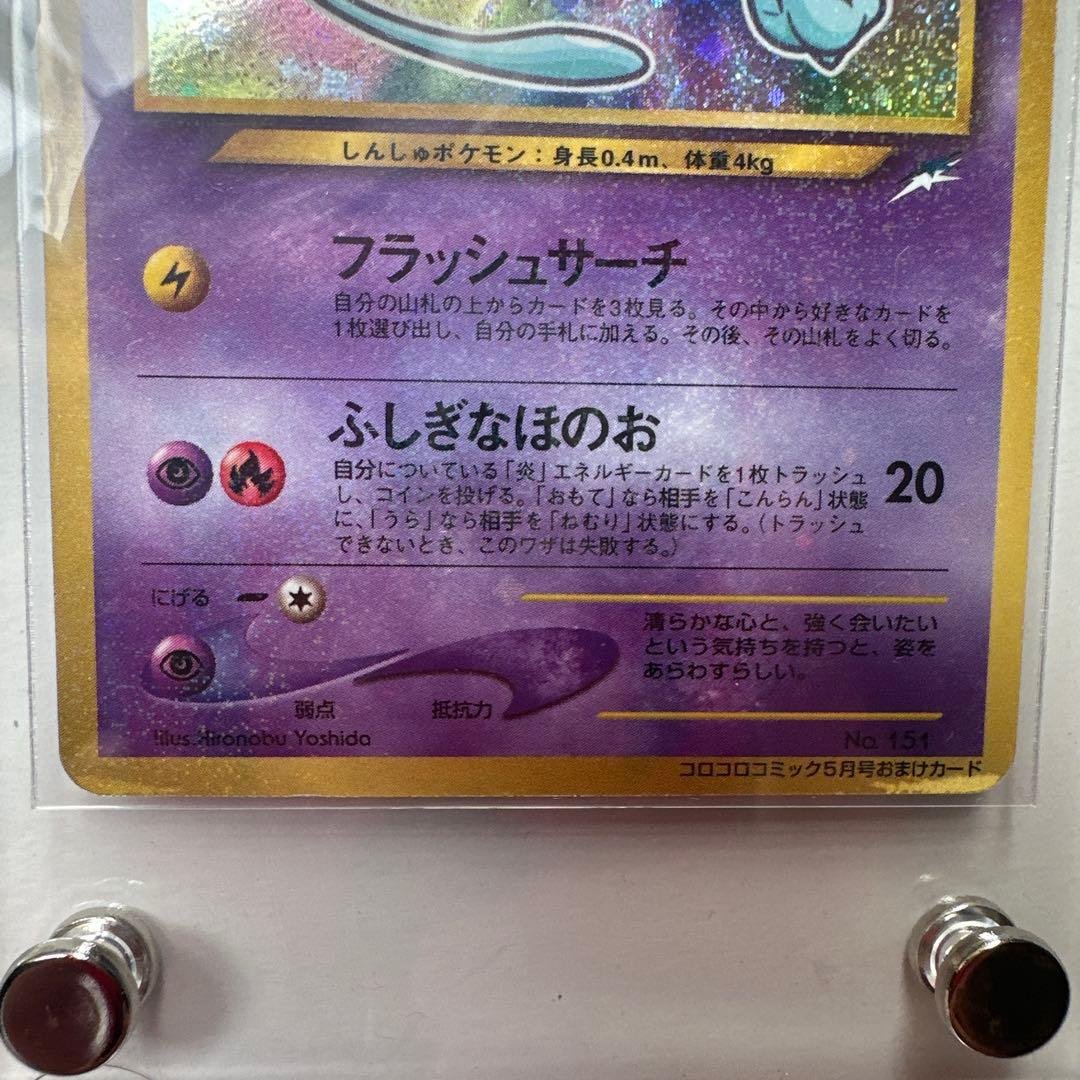 しんしゅポケモン：身長0.4m、体重4kg
フラッシュサーチ
自分の山札の上からカードを3枚見る。その中から好きなカードを
1枚選び出し、自分の手札に加える。その後、その山札をよく切る。
ふしぎなほのお
自分についている「炎」エネルギーカードを1枚トラッシュ
し、コインを投げる。「おもて」なら相手を「こんらん」状態
に、「うら」なら相手を「ねむり」状態にする。（トラッシュ
できないとき、このワザは失敗する。）
20
にげる
清らかな心と、強く会いたい
という気持ちを持つと、姿を
あらわすらしい。
弱点 抵抗力
Illus. Hironobu Yoshida
No. 151
コロコロコミック5月号おまけカード